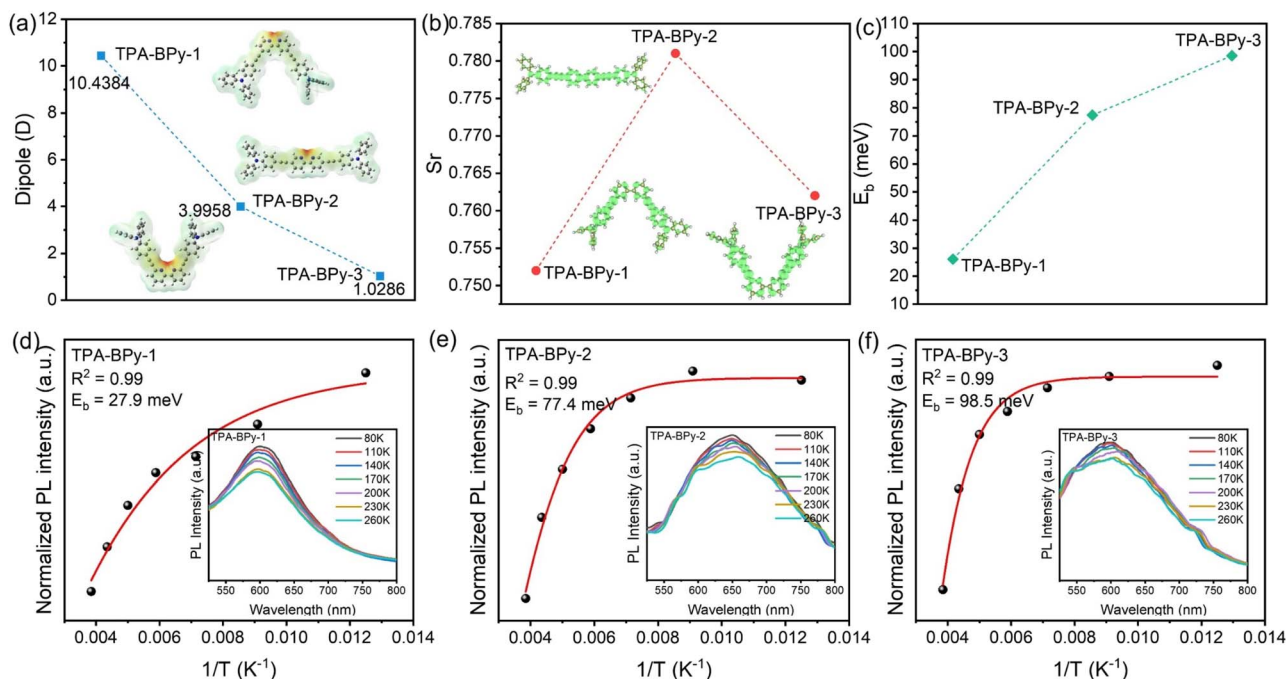 (a)
Dipole (D)
12
10
8
6
4
2
0
TPA-BPy-1
10.4384
TPA-BPy-2
3.9958
TPA-BPy-3
1.0286
(b)
Sr
0.785
0.780
0.775
0.770
0.765
0.760
0.755
0.750
TPA-BPy-2
TPA-BPy-3
TPA-BPy-1
(c)
E_b (meV)
110
100
90
80
70
60
50
40
30
20
10
TPA-BPy-3
TPA-BPy-2
TPA-BPy-1
(d)
Normalized PL intensity (a.u.)
TPA-BPy-1
R² = 0.99
E_b = 27.9 meV
TPA-BPy-1
PL Intensity (a.u.)
80K
110K
140K
170K
200K
230K
260K
550 600 650 700 750 800
Wavelength (nm)
0.004 0.006 0.008 0.010 0.012 0.014
1/T (K⁻¹)
(e)
Normalized PL intensity (a.u.)
TPA-BPy-2
R² = 0.99
E_b = 77.4 meV
TPA-BPy-2
PL Intensity (a.u.)
80K
110K
140K
170K
200K
230K
260K
550 600 650 700 750 800
Wavelength (nm)
0.004 0.006 0.008 0.010 0.012 0.014
1/T (K⁻¹)
(f)
Normalized PL intensity (a.u.)
TPA-BPy-3
R² = 0.99
E_b = 98.5 meV
TPA-BPy-3
PL Intensity (a.u.)
80K
110K
140K
170K
200K
230K
260K
550 600 650 700 750 800
Wavelength (nm)
0.004 0.006 0.008 0.010 0.012 0.014
1/T (K⁻¹)